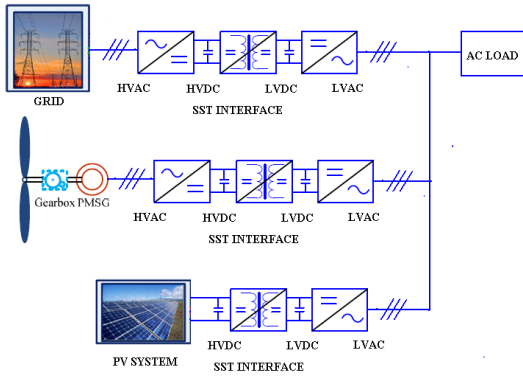 AC LOAD
HVAC HVDC LVDC LVAC
GRID
SST INTERFACE
Gearbox PMSG
HVAC HVDC LVDC LVAC
SST INTERFACE
HVDC LVDC LVAC
PV SYSTEM SST INTERFACE